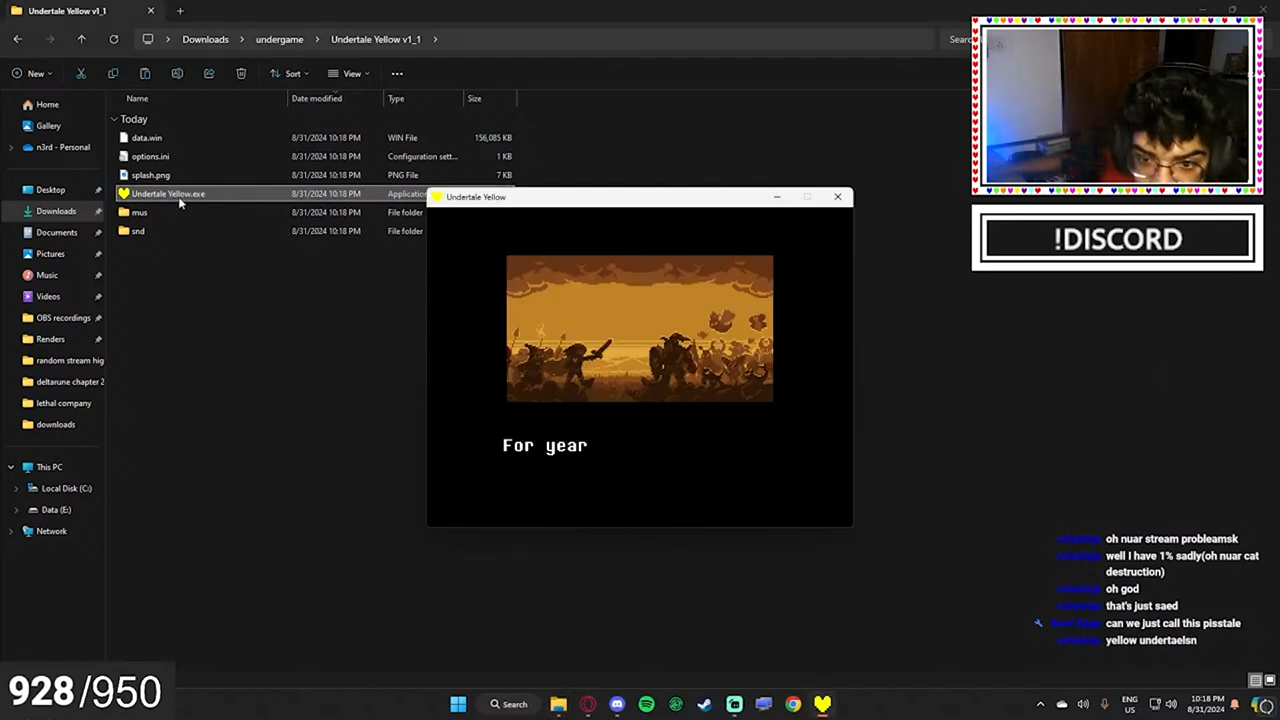 Undertale Yellow v1_1
Downloads > undergame > Undertale Yellow v1_1 >
Sear
New
Sort
View
Name
Date modified
Type
Size
Today
data.win 8/31/2024 10:18 PM WIN File 156,085 KB
options.ini 8/31/2024 10:18 PM Configuration sett... 1 KB
splash.png 8/31/2024 10:18 PM PNG File 7 KB
Undertale Yellow.exe 8/31/2024 10:18 PM Applicatio
mus 8/31/2024 10:18 PM File folder
snd 8/31/2024 10:18 PM File folder
Home
Gallery
n3rd - Personal
Desktop
Downloads
Documents
Pictures
Music
Videos
OBS recordings
Renders
random stream hig
deltarune chapter 2
lethal company
downloads
This PC
Local Disk (C:)
Data (E:)
Network
Undertale Yellow
For year
!DISCORD
oh nuar stream probleamsk
well I have 1% sadly(oh nuar cat
destruction)
oh god
that's just saed
can we just call this pisstale
yellow undertaelsn
928/950
Search
ENG
US
10:18 PM
8/31/2024